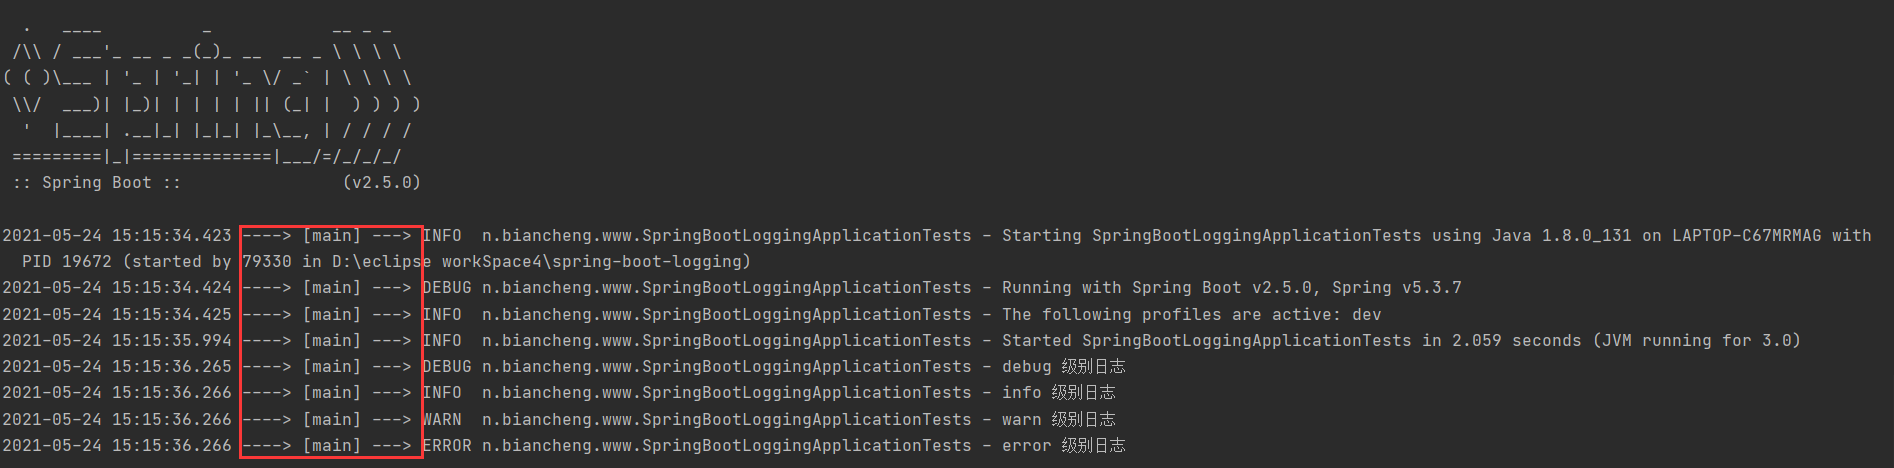 .   ____          _            __ _ _
 /\\ / ___'_ __ _ _(_)_ __  __ _ \ \ \ \
( ( )\___ | '_ | '_| | '_ \/ _` | \ \ \ \
 \\/  ___)| |_)| | | | | || (_| |  ) ) ) )
  '  |____| .__|_| |_|_| |_\__, | / / / /
 =========|_|==============|___/=/_/_/_/
 :: Spring Boot ::                (v2.5.0)
2021-05-24 15:15:34.423 ----> [main] ---> INFO  n.biancheng.www.SpringBootLoggingApplicationTests - Starting SpringBootLoggingApplicationTests using Java 1.8.0_131 on LAPTOP-C67MRMAG with
  PID 19672 (started by 79330 in D:\eclipse workSpace4\spring-boot-logging)
2021-05-24 15:15:34.424 ----> [main] ---> DEBUG n.biancheng.www.SpringBootLoggingApplicationTests - Running with Spring Boot v2.5.0, Spring v5.3.7
2021-05-24 15:15:34.425 ----> [main] ---> INFO  n.biancheng.www.SpringBootLoggingApplicationTests - The following profiles are active: dev
2021-05-24 15:15:35.994 ----> [main] ---> INFO  n.biancheng.www.SpringBootLoggingApplicationTests - Started SpringBootLoggingApplicationTests in 2.059 seconds (JVM running for 3.0)
2021-05-24 15:15:36.265 ----> [main] ---> DEBUG n.biancheng.www.SpringBootLoggingApplicationTests - debug 级别日志
2021-05-24 15:15:36.266 ----> [main] ---> INFO  n.biancheng.www.SpringBootLoggingApplicationTests - info 级别日志
2021-05-24 15:15:36.266 ----> [main] ---> WARN  n.biancheng.www.SpringBootLoggingApplicationTests - warn 级别日志
2021-05-24 15:15:36.266 ----> [main] ---> ERROR n.biancheng.www.SpringBootLoggingApplicationTests - error 级别日志